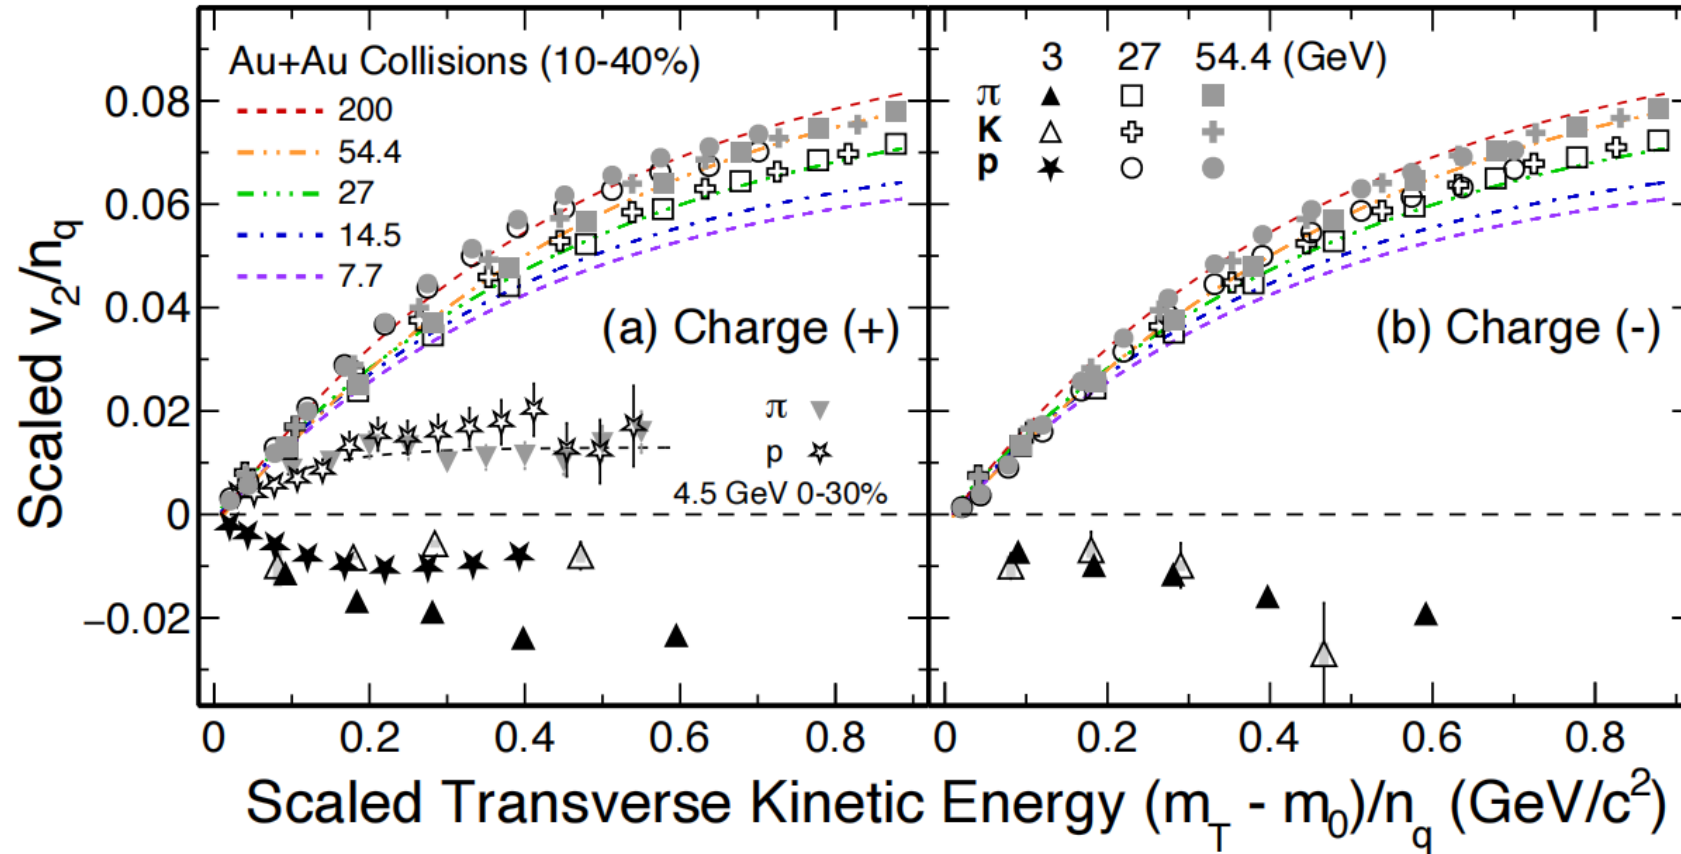 Au+Au Collisions (10-40%)
200
54.4
27
14.5
7.7
3 27 54.4 (GeV)
π
K
p
(a) Charge (+)
(b) Charge (-)
π
p
4.5 GeV 0-30%
0.08
0.06
0.04
0.02
0
−0.02
Scaled v₂/n_q
0 0.2 0.4 0.6 0.8
0 0.2 0.4 0.6 0.8
Scaled Transverse Kinetic Energy (m_T - m₀)/n_q (GeV/c²)